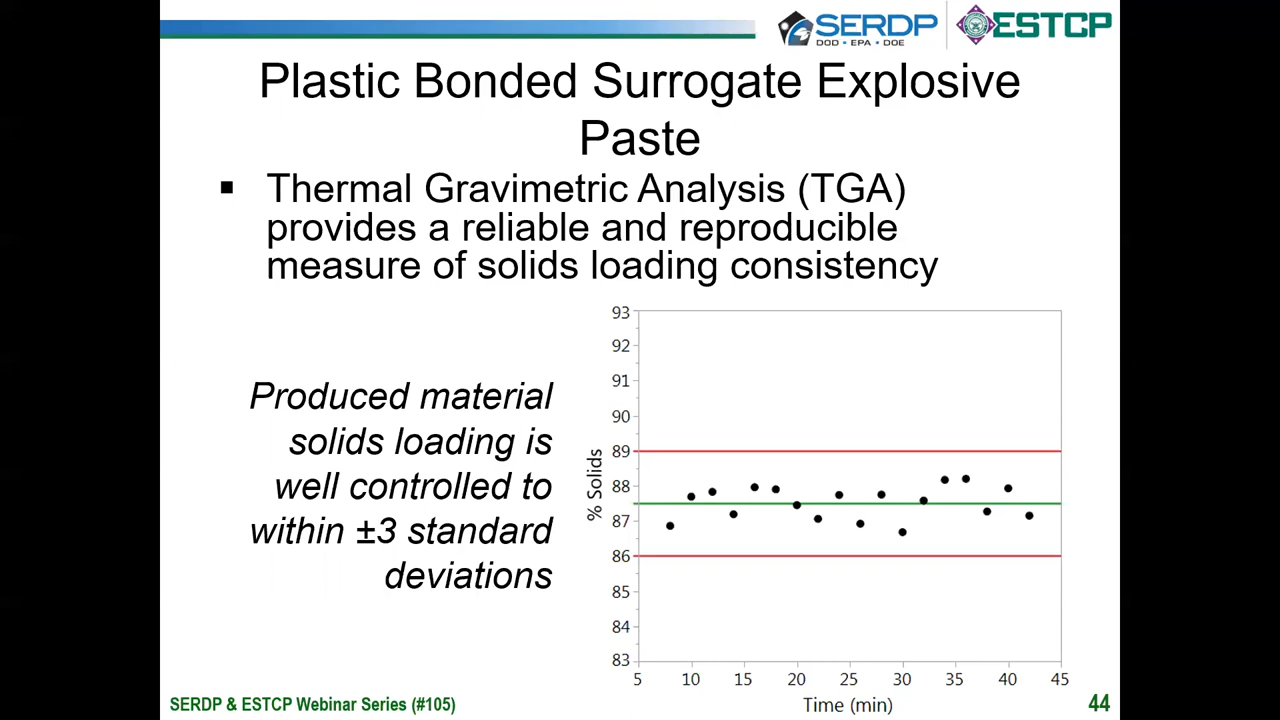 SERDP
DOD • EPA • DOE
ESTCP
Plastic Bonded Surrogate Explosive
Paste
▪ Thermal Gravimetric Analysis (TGA)
provides a reliable and reproducible
measure of solids loading consistency
Produced material
solids loading is
well controlled to
within ±3 standard
deviations
% Solids
93
92
91
90
89
88
87
86
85
84
83
5 10 15 20 25 30 35 40 45
Time (min)
SERDP & ESTCP Webinar Series (#105)
44